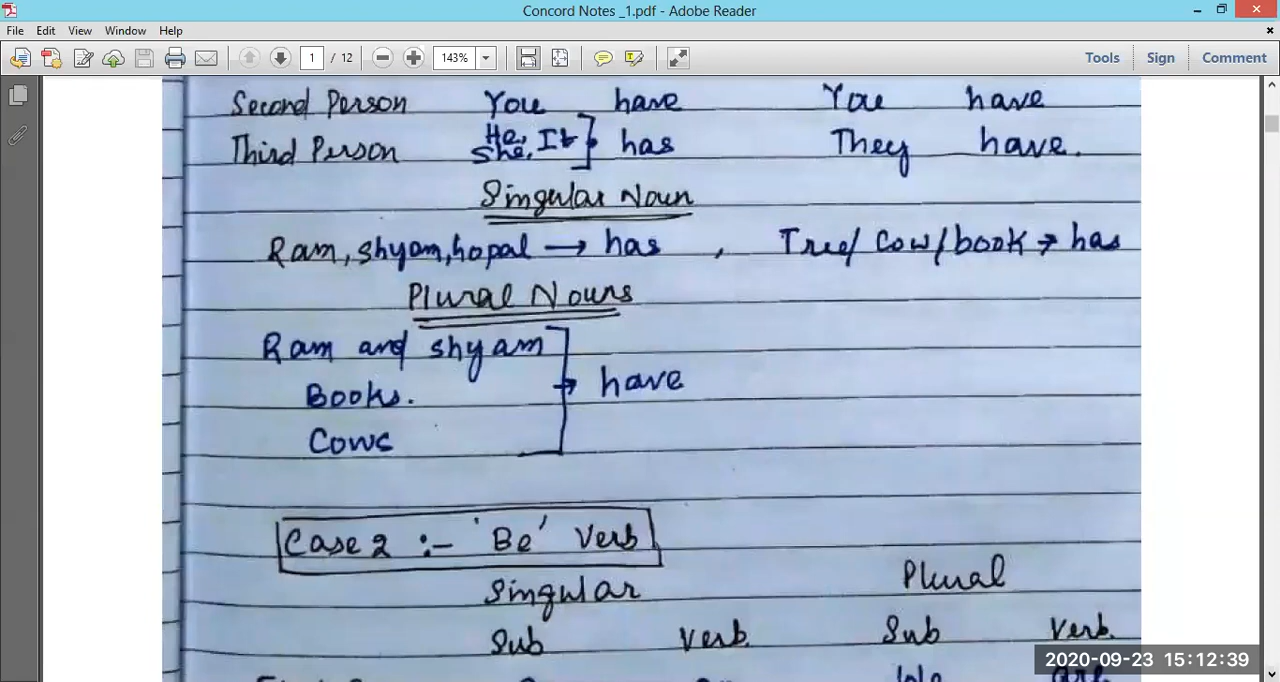 Concord Notes _1.pdf - Adobe Reader
File Edit View Window Help
1 / 12 143% Tools Sign Comment
Second Person You have You have
Third Person He, She, It has They have.
Singular Noun
Ram, shyam, hopal → has , Tree/ Cow/book → has
Plural Nouns
Ram and shyam
Books. → have
Cows
Case 2 :- 'Be' Verb
Singular Plural
Sub Verb. Sub Verb.
2020-09-23 15:12:39